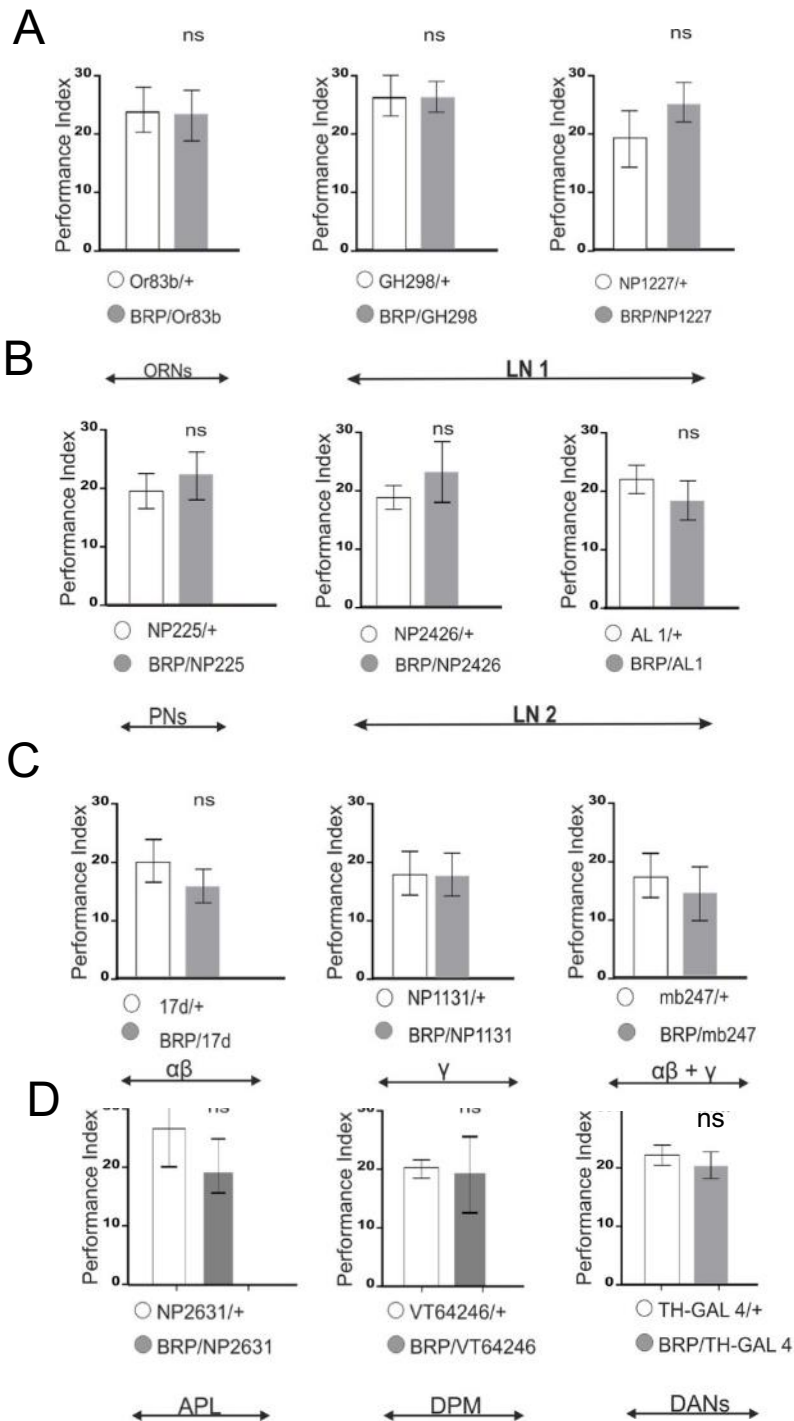 A
ns ns ns
Performance Index 30 20 10 0 Performance Index 30 20 10 0 Performance Index 30 20 10 0
Or83b/+ GH298/+ NP1227/+
BRP/Or83b BRP/GH298 BRP/NP1227
B
ORNs LN 1
ns ns ns
Performance Index 30 20 10 0 Performance Index 30 20 10 0 Performance Index 30 20 10 0
NP225/+ NP2426/+ AL 1/+
BRP/NP225 BRP/NP2426 BRP/AL1
PNs LN 2
C
ns
Performance Index 30 20 10 0 Performance Index 30 20 10 0 Performance Index 30 20 10 0
17d/+ NP1131/+ mb247/+
BRP/17d BRP/NP1131 BRP/mb247
αβ γ αβ + γ
D
ns ns ns
Performance Index 20 10 0 Performance Index 30 20 10 0 Performance Index 20 10 0
NP2631/+ VT64246/+ TH-GAL 4/+
BRP/NP2631 BRP/VT64246 BRP/TH-GAL 4
APL DPM DANs